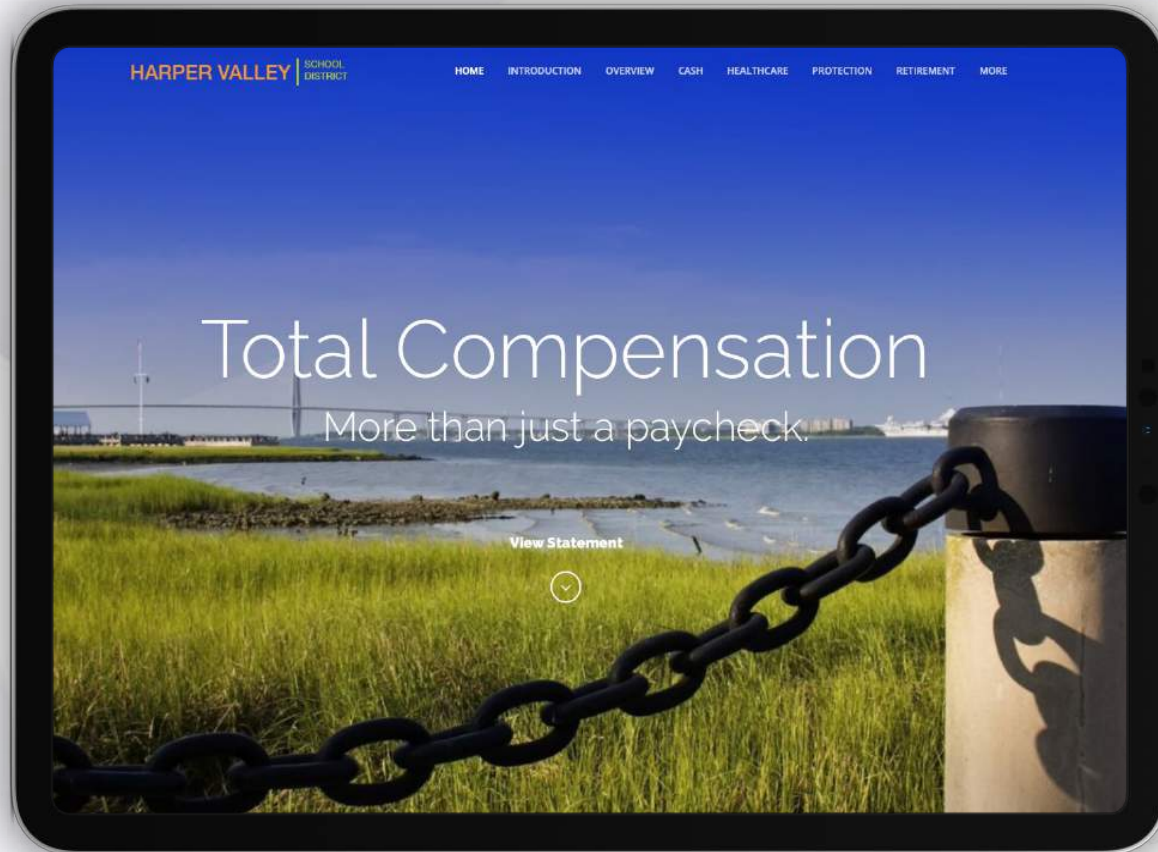 HARPER VALLEY
SCHOOL
DISTRICT
HOME INTRODUCTION OVERVIEW CASH HEALTHCARE PROTECTION RETIREMENT MORE
Total Compensation
More than just a paycheck.
View Statement